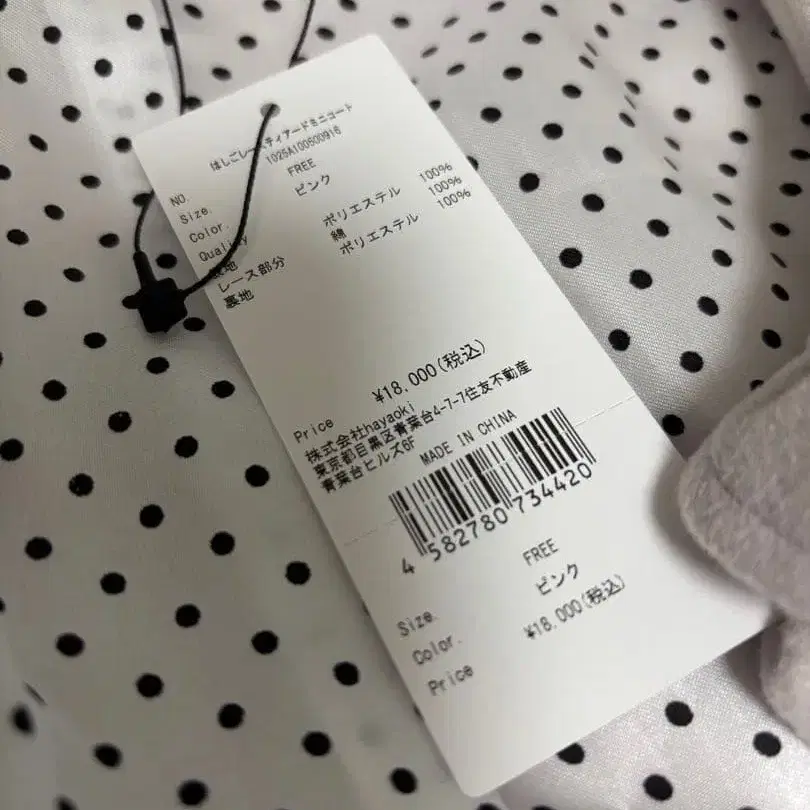 はしごレースティアードミニコート
NO. 1025A100600916
Size. FREE
Color. ピンク
Quality
表地 ポリエステル 100%
レース部分 綿 100%
裏地 ポリエステル 100%
Price ¥18,000(税込)
株式会社hayaoki
東京都目黒区青葉台4-7-7住友不動産
青葉台ヒルズ6F
MADE IN CHINA
4 582780 734420
Size. FREE
Color. ピンク
Price ¥18,000(税込)